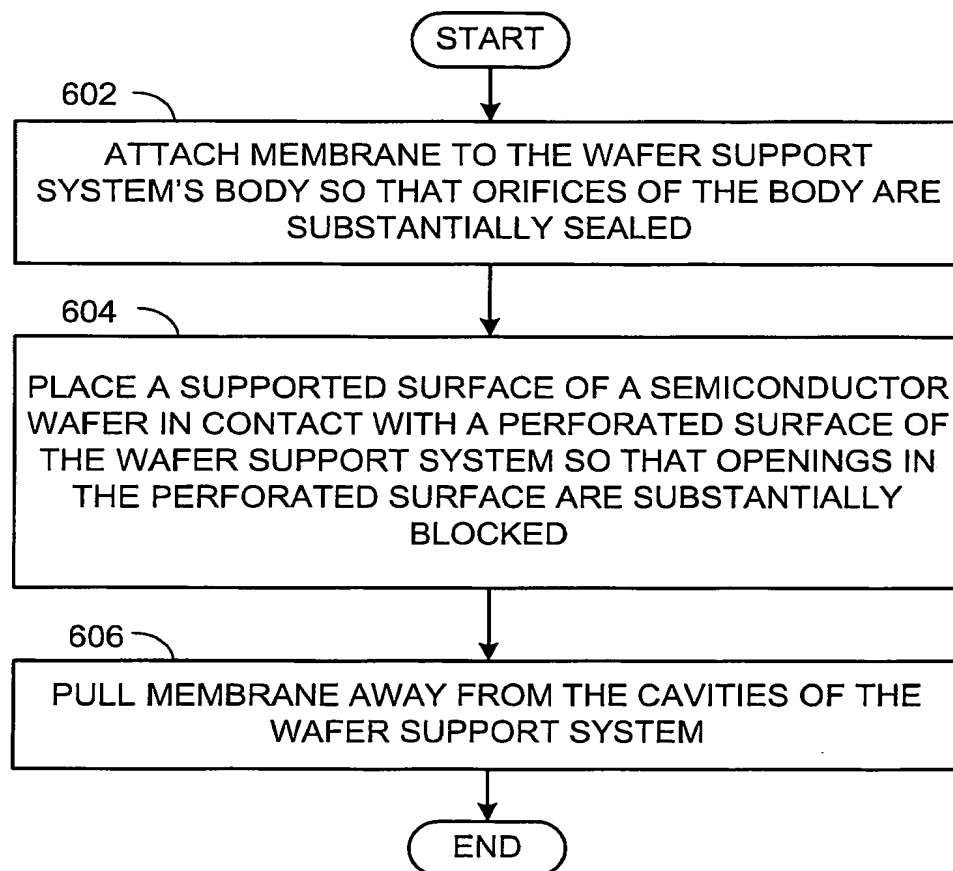 START
602
ATTACH MEMBRANE TO THE WAFER SUPPORT
SYSTEM'S BODY SO THAT ORIFICES OF THE BODY ARE
SUBSTANTIALLY SEALED
604
PLACE A SUPPORTED SURFACE OF A SEMICONDUCTOR
WAFER IN CONTACT WITH A PERFORATED SURFACE OF
THE WAFER SUPPORT SYSTEM SO THAT OPENINGS IN
THE PERFORATED SURFACE ARE SUBSTANTIALLY
BLOCKED
606
PULL MEMBRANE AWAY FROM THE CAVITIES OF THE
WAFER SUPPORT SYSTEM
END